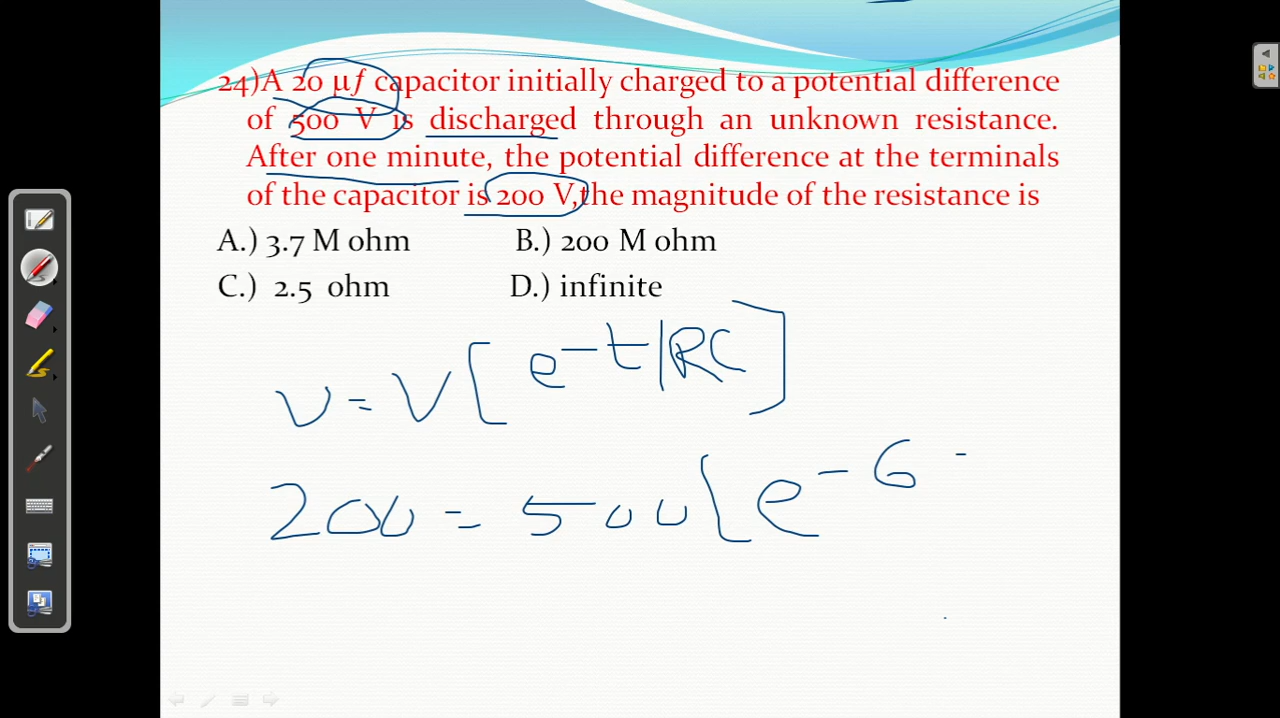 24)A 20 μf capacitor initially charged to a potential difference
of 500 V is discharged through an unknown resistance.
After one minute, the potential difference at the terminals
of the capacitor is 200 V,the magnitude of the resistance is
A.) 3.7 M ohm B.) 200 M ohm
C.) 2.5 ohm D.) infinite
v = V[e^-t/RC]
200 = 500[e^-6